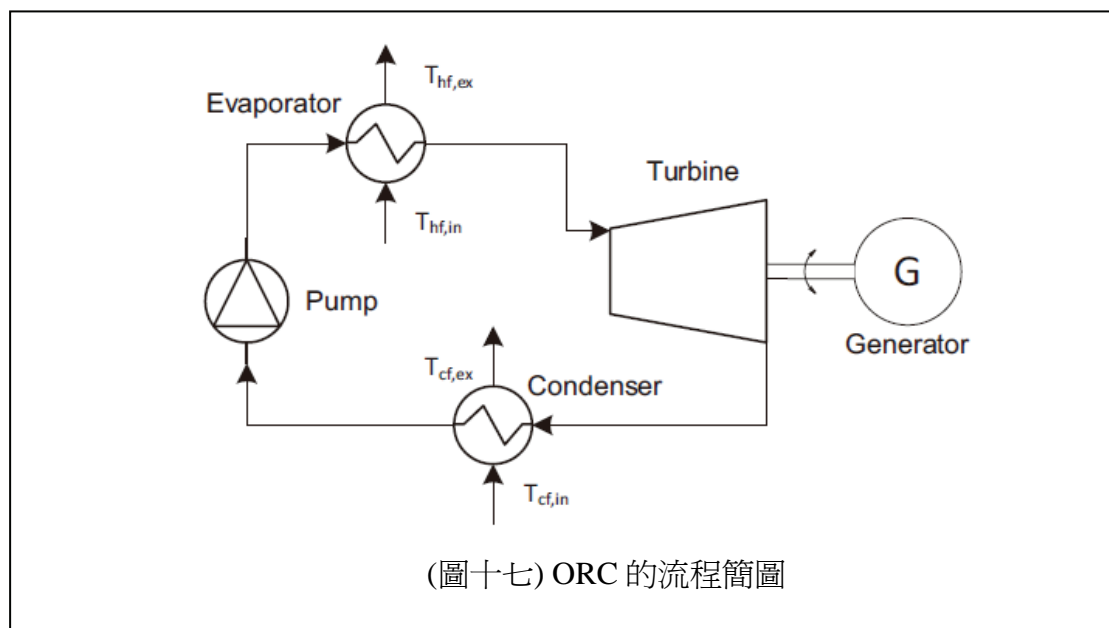 T_hf,ex
Evaporator
Turbine
T_hf,in
G
Pump
Generator
T_cf,ex
Condenser
T_cf,in
(圖十七) ORC 的流程簡圖